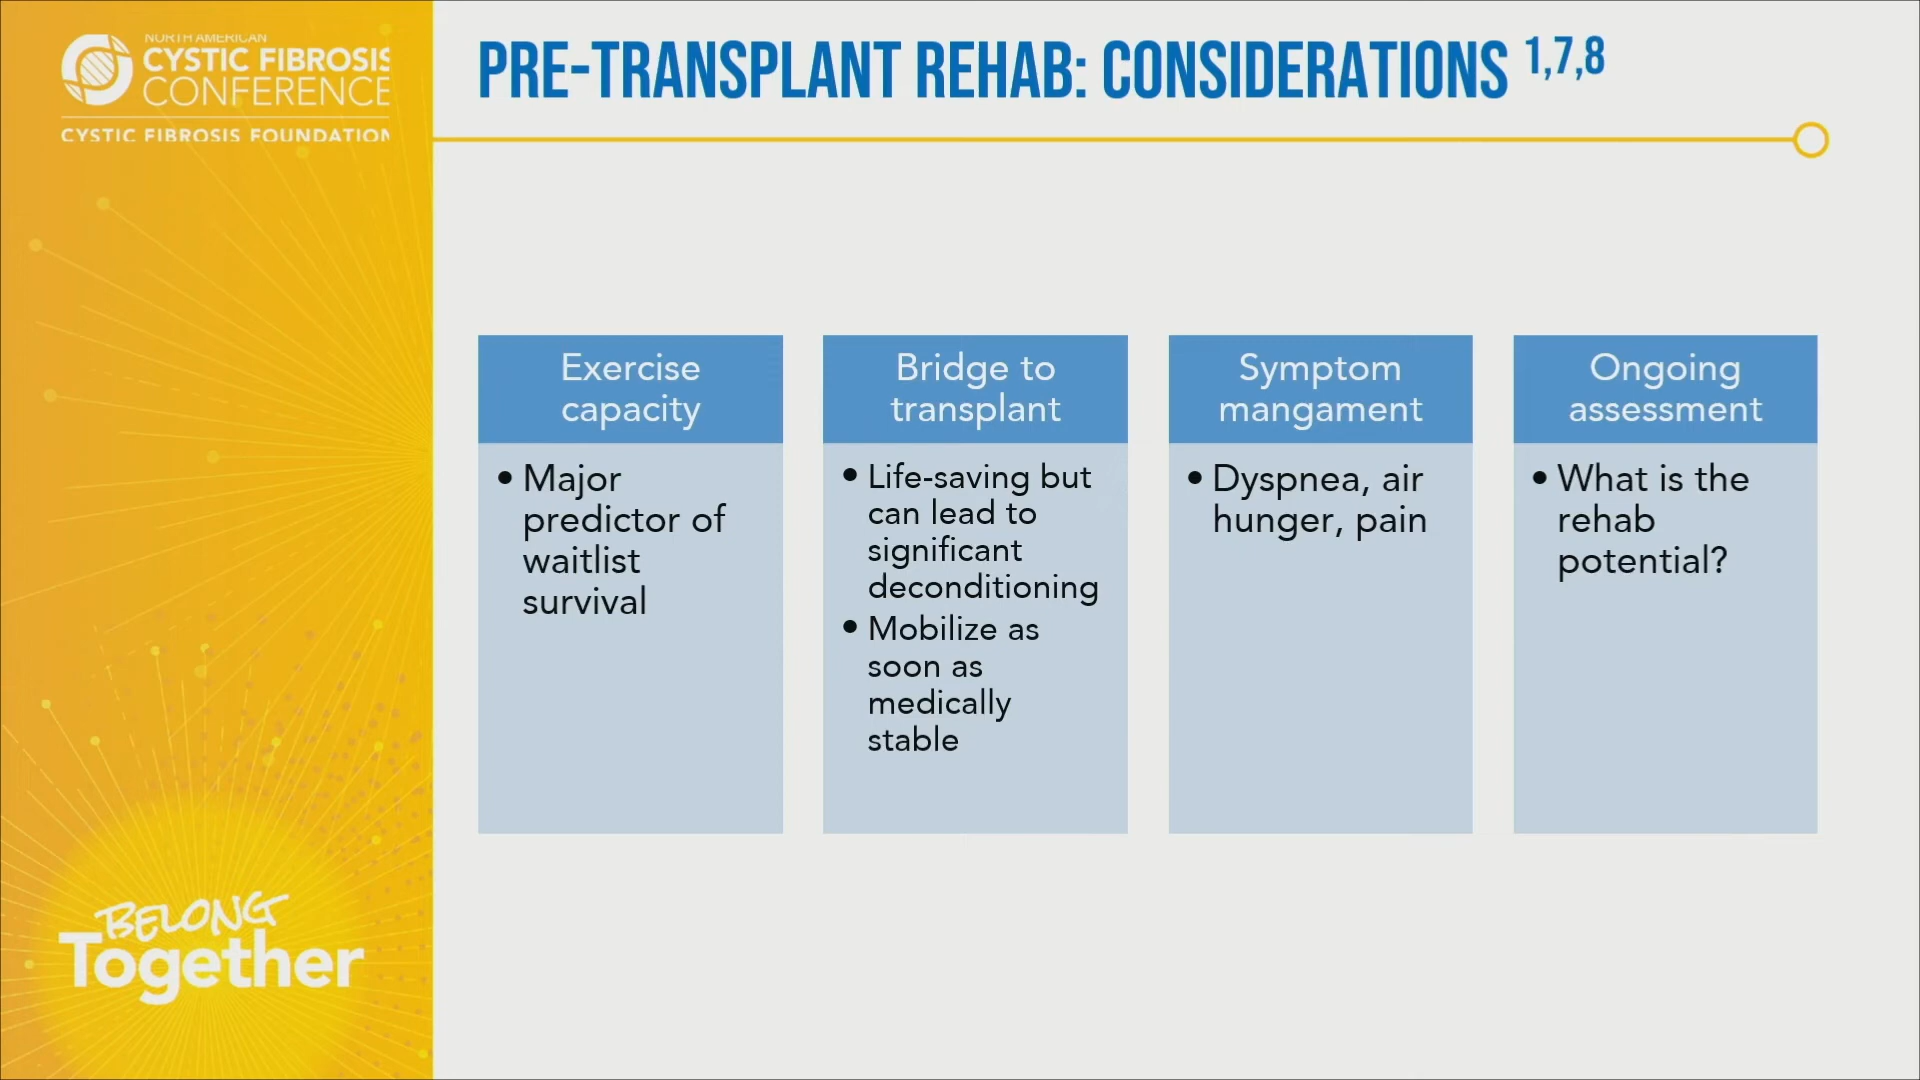 NORTH AMERICAN
CYSTIC FIBROSIS
CONFERENCE
CYSTIC FIBROSIS FOUNDATION
PRE-TRANSPLANT REHAB: CONSIDERATIONS 1,7,8
Exercise
capacity
• Major
predictor of
waitlist
survival
Bridge to
transplant
• Life-saving but
can lead to
significant
deconditioning
• Mobilize as
soon as
medically
stable
Symptom
mangament
• Dyspnea, air
hunger, pain
Ongoing
assessment
• What is the
rehab
potential?
BELONG
Together